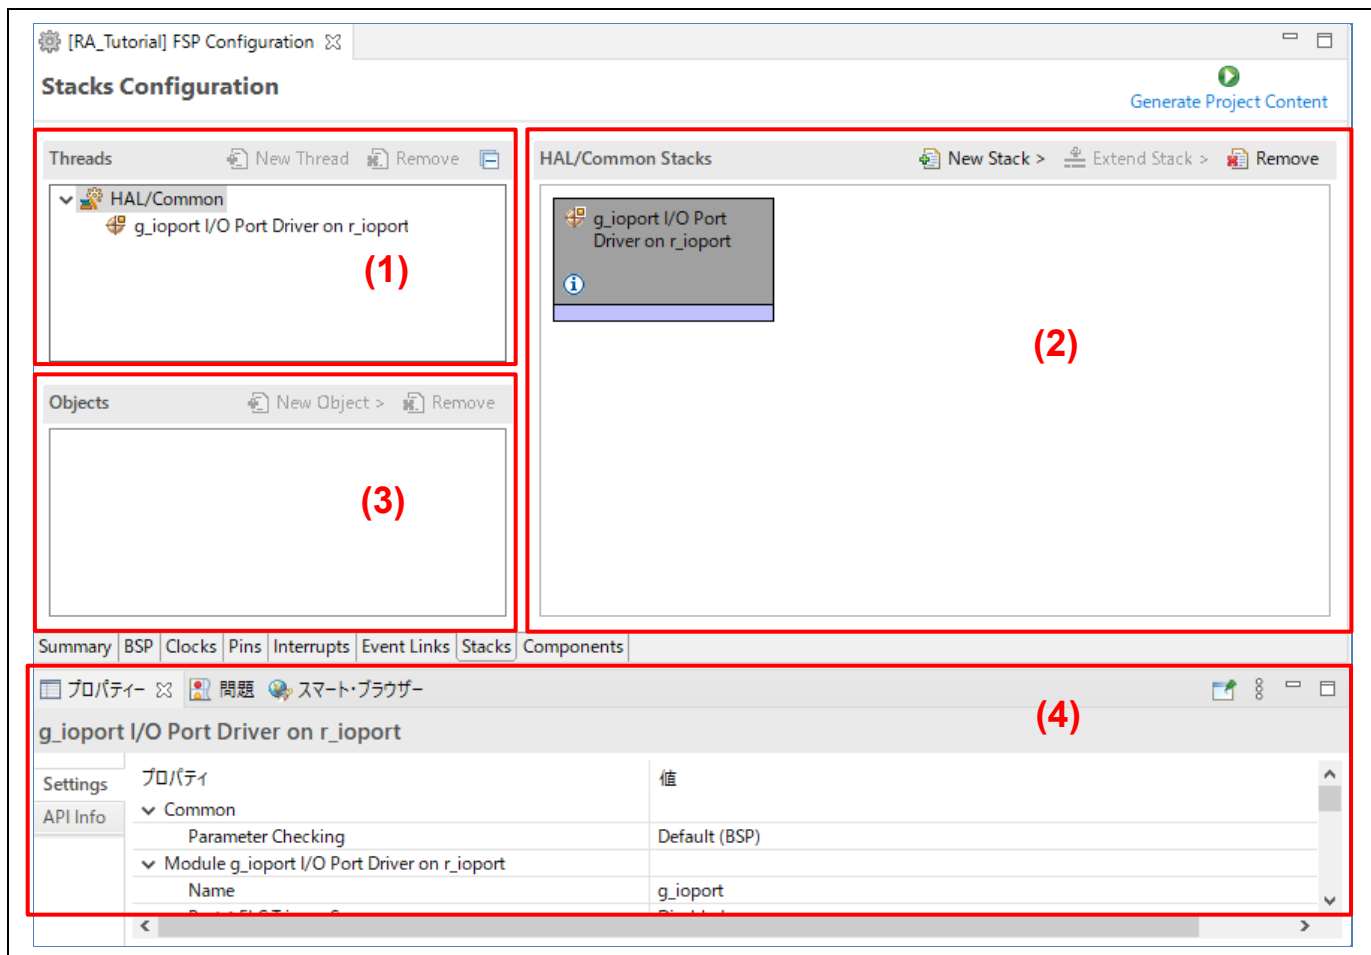 [RA_Tutorial] FSP Configuration
Stacks Configuration
Generate Project Content
Threads
New Thread
Remove
HAL/Common
g_ioport I/O Port Driver on r_ioport
(1)
HAL/Common Stacks
New Stack >
Extend Stack >
Remove
g_ioport I/O Port
Driver on r_ioport
(2)
Objects
New Object >
Remove
(3)
Summary BSP Clocks Pins Interrupts Event Links Stacks Components
プロパティー 問題 スマート・ブラウザー
(4)
g_ioport I/O Port Driver on r_ioport
Settings
API Info
プロパティ 値
Common
Parameter Checking Default (BSP)
Module g_ioport I/O Port Driver on r_ioport
Name g_ioport